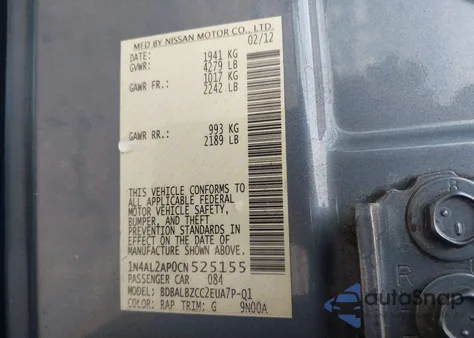 MFD BY NISSAN MOTOR CO., LTD.
DATE: 02/12
GVWR: 1941 KG
4279 LB
GAWR FR: 1017 KG
2242 LB
GAWR RR: 993 KG
2189 LB
THIS VEHICLE CONFORMS TO
ALL APPLICABLE FEDERAL
MOTOR VEHICLE SAFETY,
BUMPER, AND THEFT
PREVENTION STANDARDS IN
EFFECT ON THE DATE OF
MANUFACTURE SHOWN ABOVE.
1N4AL2AP0CN525155
PASSENGER CAR 084
MODEL: BDBALBZCC2EUA7P-Q1
COLOR: RAP TRIM: G 9N00A
AutoSnap